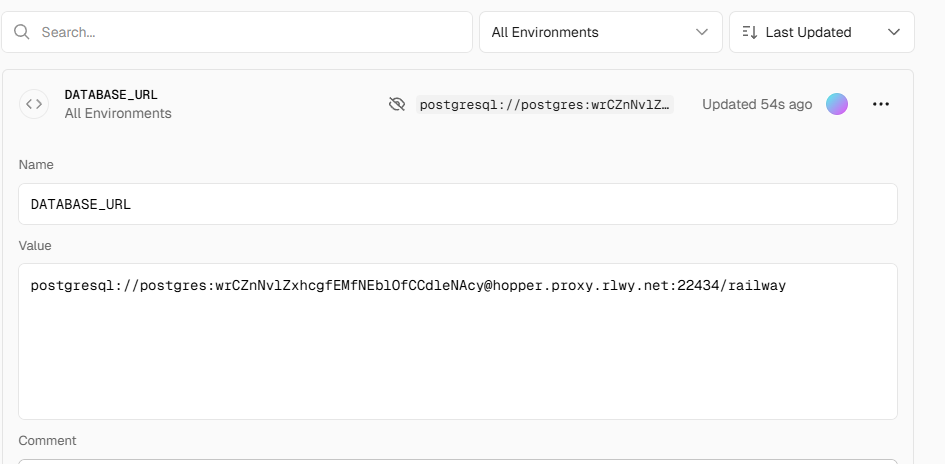 Search...
All Environments
Last Updated
DATABASE_URL
All Environments
postgresql://postgres:wrCZnNvlZ…
Updated 54s ago
Name
DATABASE_URL
Value
postgresql://postgres:wrCZnNvlZxhcgfEMfNEblOfCCdleNAcy@hopper.proxy.rlwy.net:22434/railway
Comment